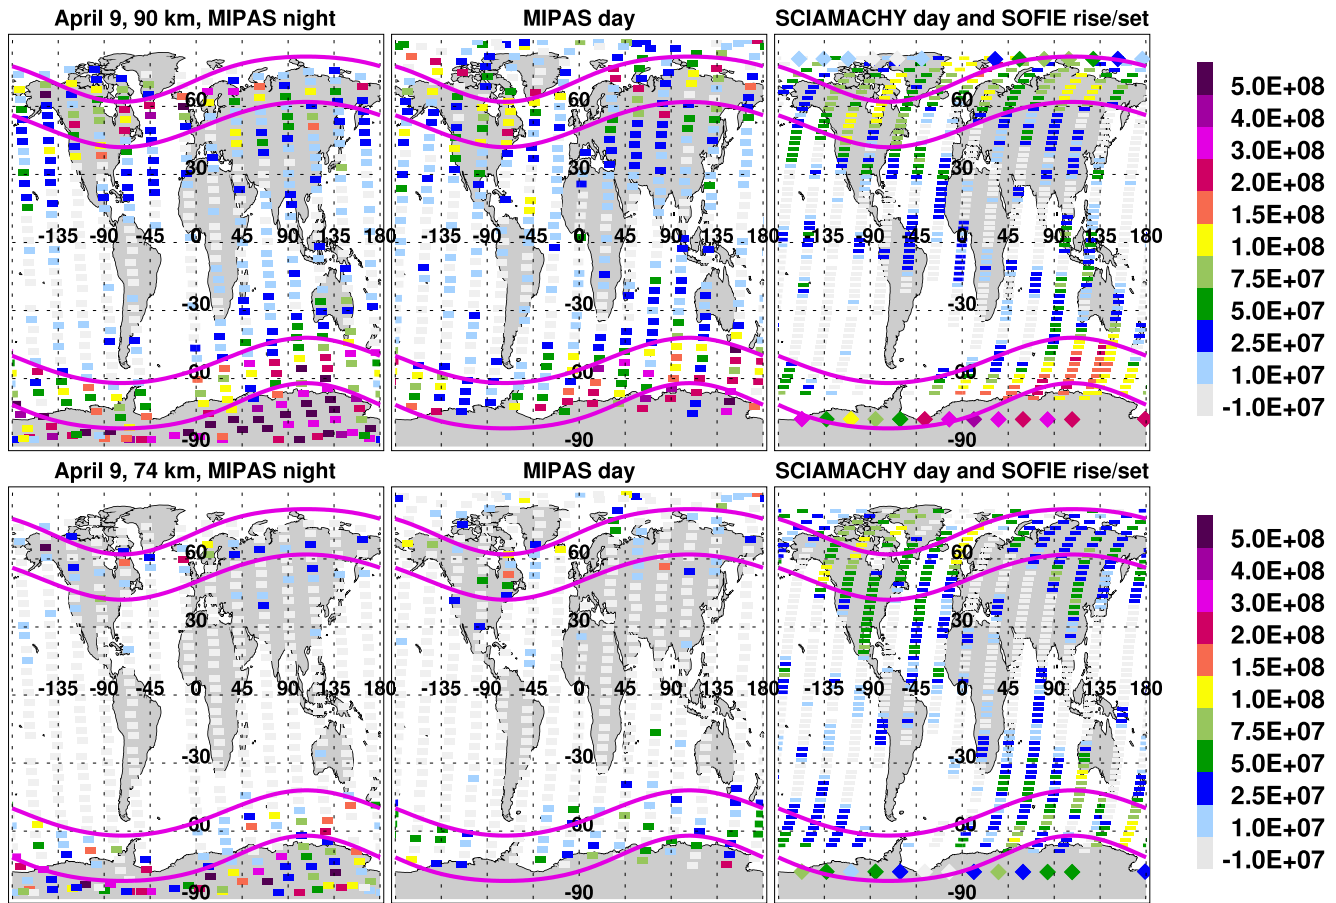 April 9, 90 km, MIPAS night
MIPAS day
SCIAMACHY day and SOFIE rise/set
60
30
-135 -90 -45 0 45 90 135 180
-30
-60
-90
60
30
-135 -90 -45 0 45 90 135 180
-30
-60
-90
60
30
-135 -90 -45 0 45 90 135 180
-30
-60
-90
5.0E+08
4.0E+08
3.0E+08
2.0E+08
1.5E+08
1.0E+08
7.5E+07
5.0E+07
2.5E+07
1.0E+07
-1.0E+07
April 9, 74 km, MIPAS night
MIPAS day
SCIAMACHY day and SOFIE rise/set
60
30
-135 -90 -45 0 45 90 135 180
-30
-60
-90
60
30
-135 -90 -45 0 45 90 135 180
-30
-60
-90
60
30
-135 -90 -45 0 45 90 135 180
-30
-60
-90
5.0E+08
4.0E+08
3.0E+08
2.0E+08
1.5E+08
1.0E+08
7.5E+07
5.0E+07
2.5E+07
1.0E+07
-1.0E+07